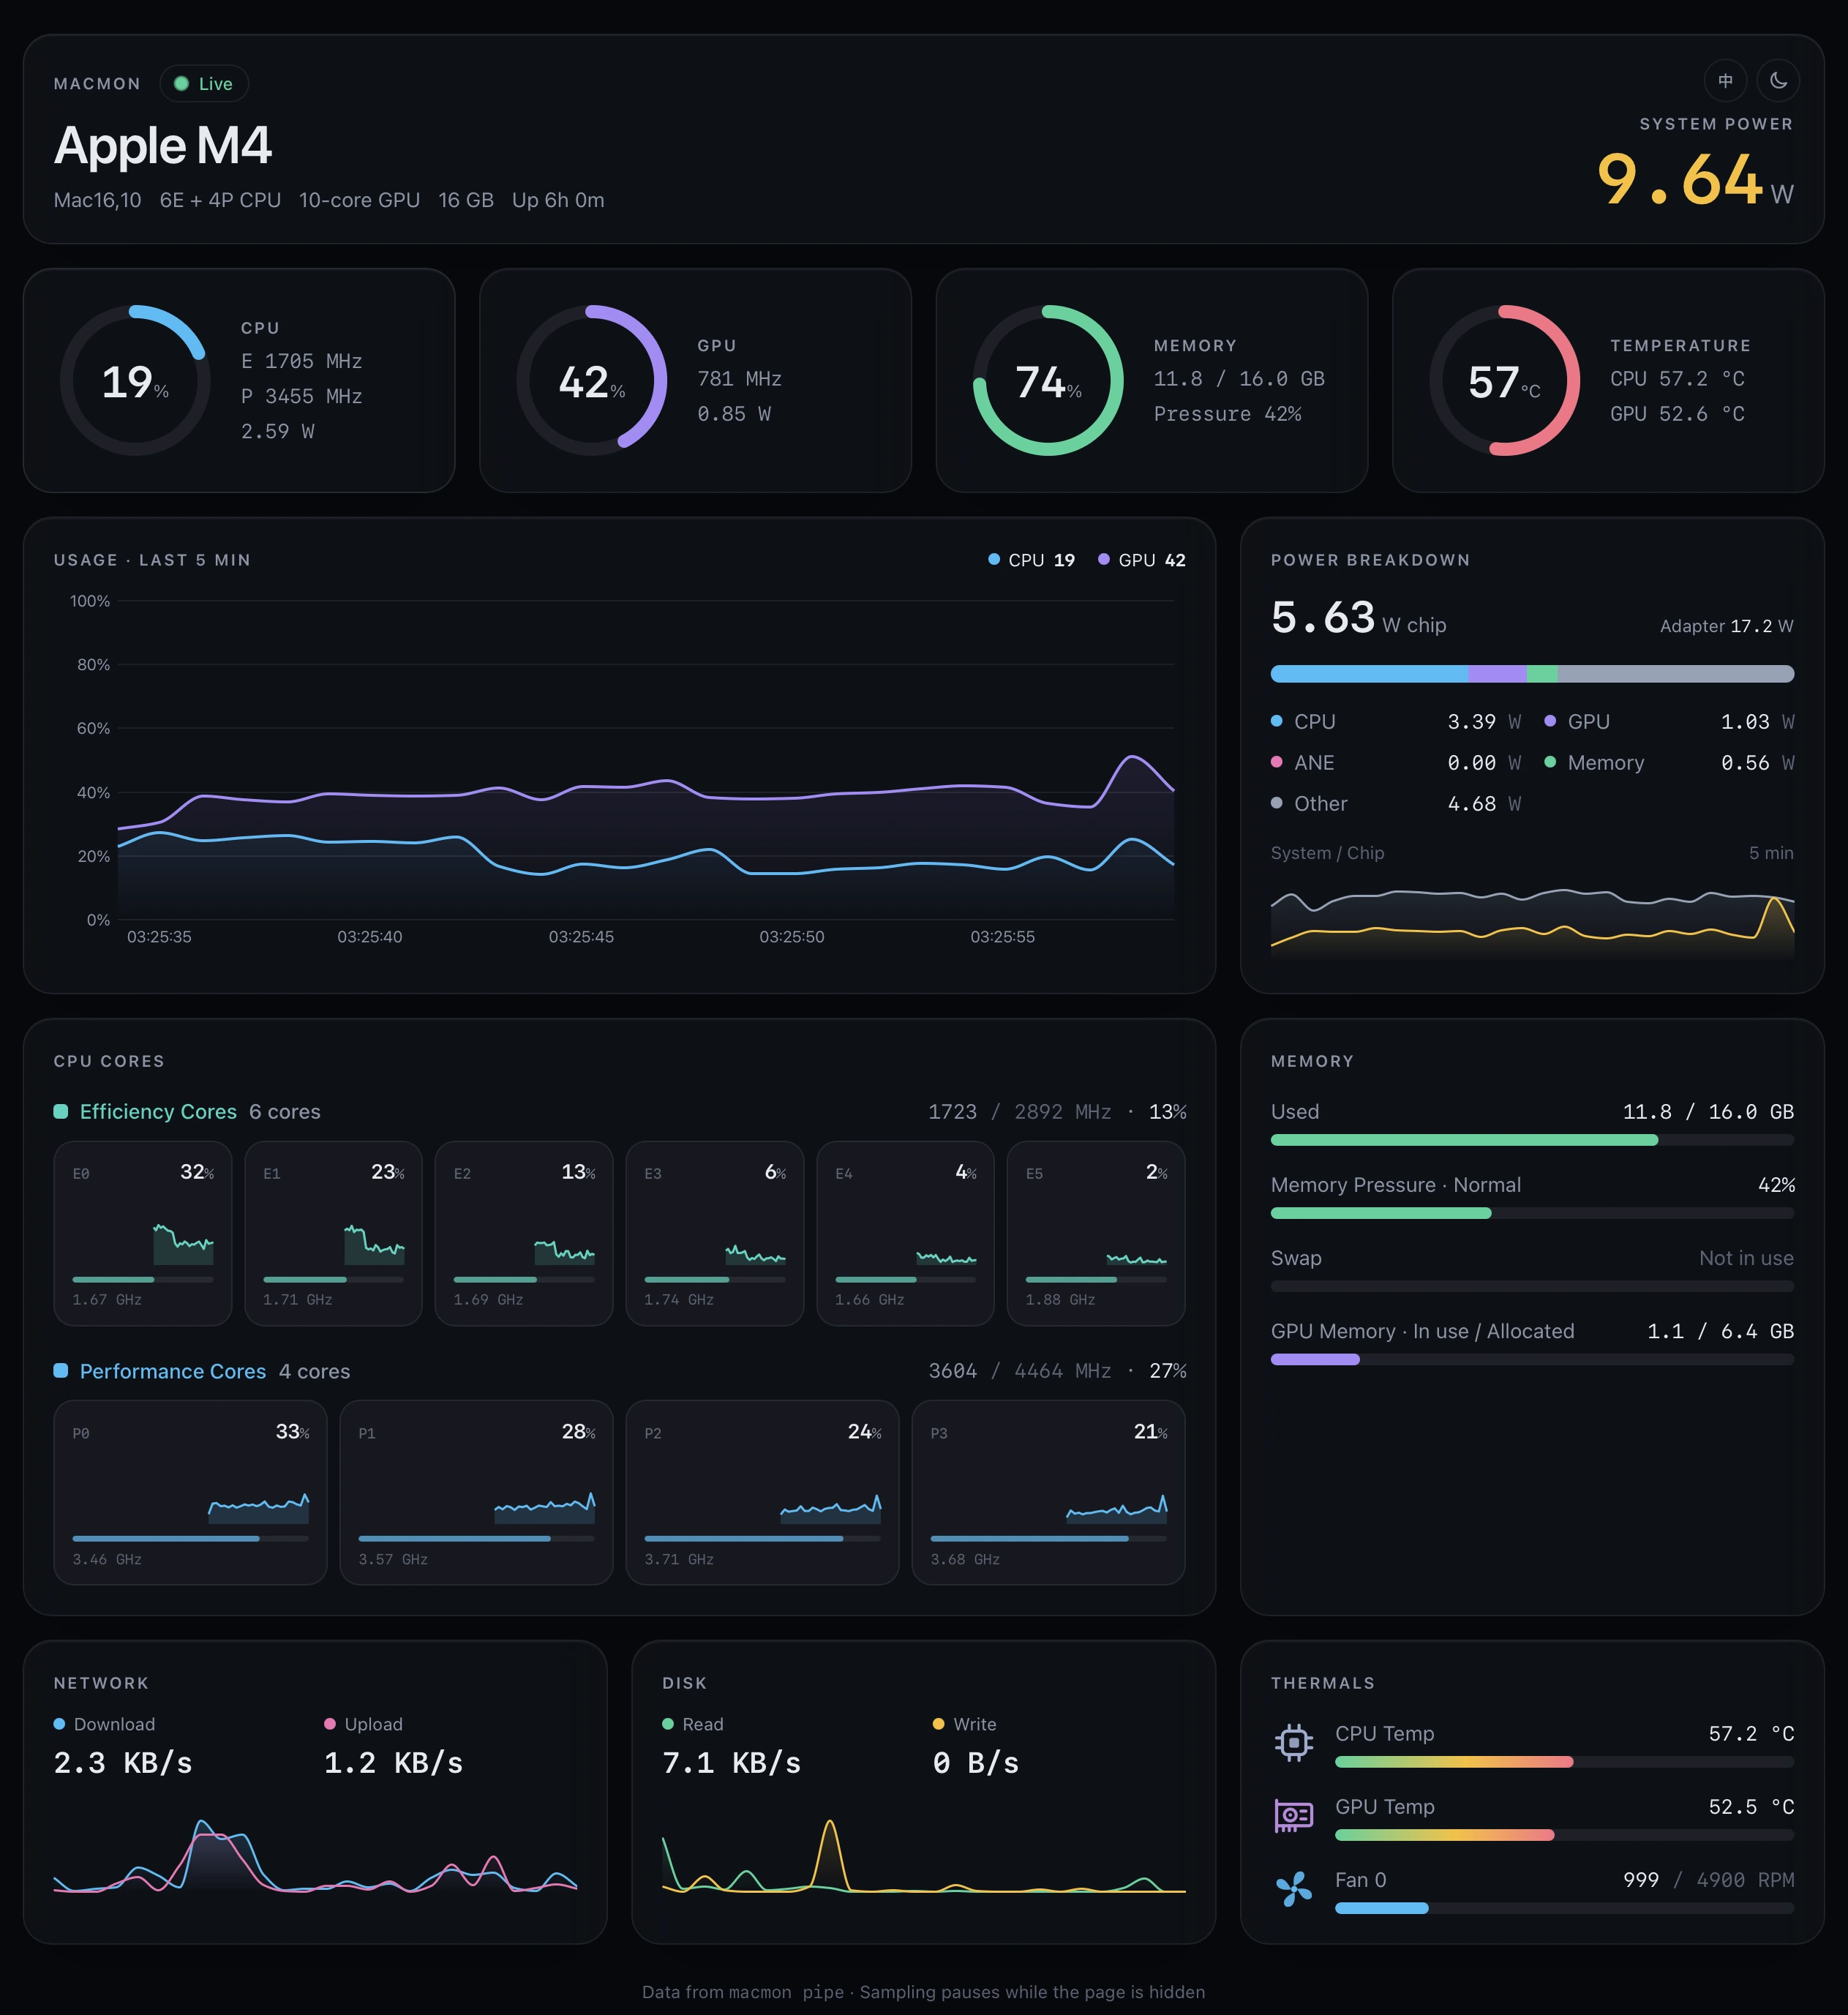 MACMON Live
中
Apple M4
Mac16,10 6E + 4P CPU 10-core GPU 16 GB Up 6h 0m
SYSTEM POWER
9.64 W
19%
CPU
E 1705 MHz
P 3455 MHz
2.59 W
42%
GPU
781 MHz
0.85 W
74%
MEMORY
11.8 / 16.0 GB
Pressure 42%
57°C
TEMPERATURE
CPU 57.2 °C
GPU 52.6 °C
USAGE · LAST 5 MIN
CPU 19 GPU 42
100%
80%
60%
40%
20%
0%
03:25:35 03:25:40 03:25:45 03:25:50 03:25:55
POWER BREAKDOWN
5.63 W chip Adapter 17.2 W
CPU 3.39 W GPU 1.03 W
ANE 0.00 W Memory 0.56 W
Other 4.68 W
System / Chip 5 min
CPU CORES
Efficiency Cores 6 cores 1723 / 2892 MHz · 13%
E0 32% E1 23% E2 13% E3 6% E4 4% E5 2%
1.67 GHz 1.71 GHz 1.69 GHz 1.74 GHz 1.66 GHz 1.88 GHz
Performance Cores 4 cores 3604 / 4464 MHz · 27%
P0 33% P1 28% P2 24% P3 21%
3.46 GHz 3.57 GHz 3.71 GHz 3.68 GHz
MEMORY
Used 11.8 / 16.0 GB
Memory Pressure · Normal 42%
Swap Not in use
GPU Memory · In use / Allocated 1.1 / 6.4 GB
NETWORK
Download Upload
2.3 KB/s 1.2 KB/s
DISK
Read Write
7.1 KB/s 0 B/s
THERMALS
CPU Temp 57.2 °C
GPU Temp 52.5 °C
Fan 0 999 / 4900 RPM
Data from macmon pipe · Sampling pauses while the page is hidden